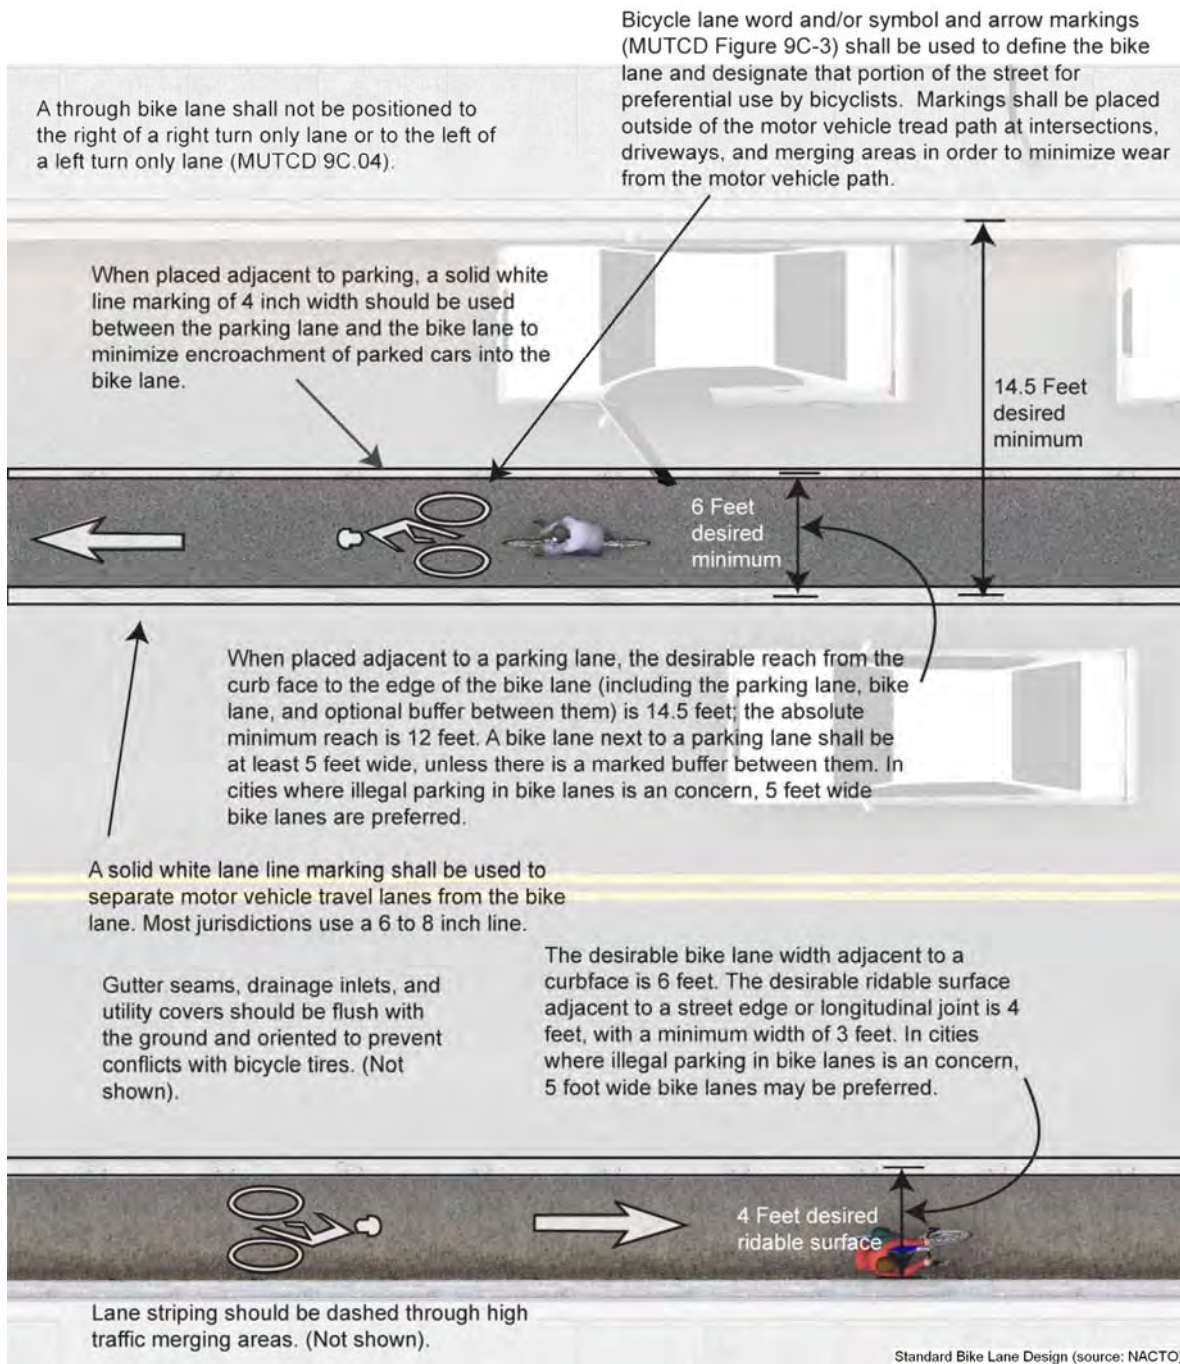 Bicycle lane word and/or symbol and arrow markings
(MUTCD Figure 9C-3) shall be used to define the bike
lane and designate that portion of the street for
preferential use by bicyclists.  Markings shall be placed
outside of the motor vehicle tread path at intersections,
driveways, and merging areas in order to minimize wear
from the motor vehicle path.
A through bike lane shall not be positioned to
the right of a right turn only lane or to the left of
a left turn only lane (MUTCD 9C.04).
When placed adjacent to parking, a solid white
line marking of 4 inch width should be used
between the parking lane and the bike lane to
minimize encroachment of parked cars into the
bike lane.
14.5 Feet
desired
minimum
6 Feet
desired
minimum
When placed adjacent to a parking lane, the desirable reach from the
curb face to the edge of the bike lane (including the parking lane, bike
lane, and optional buffer between them) is 14.5 feet; the absolute
minimum reach is 12 feet. A bike lane next to a parking lane shall be
at least 5 feet wide, unless there is a marked buffer between them. In
cities where illegal parking in bike lanes is an concern, 5 feet wide
bike lanes are preferred.
A solid white lane line marking shall be used to
separate motor vehicle travel lanes from the bike
lane. Most jurisdictions use a 6 to 8 inch line.
Gutter seams, drainage inlets, and
utility covers should be flush with
the ground and oriented to prevent
conflicts with bicycle tires. (Not
shown).
The desirable bike lane width adjacent to a
curbface is 6 feet. The desirable ridable surface
adjacent to a street edge or longitudinal joint is 4
feet, with a minimum width of 3 feet. In cities
where illegal parking in bike lanes is an concern,
5 foot wide bike lanes may be preferred.
4 Feet desired
ridable surface
Lane striping should be dashed through high
traffic merging areas. (Not shown).
Standard Bike Lane Design (source: NACTO)